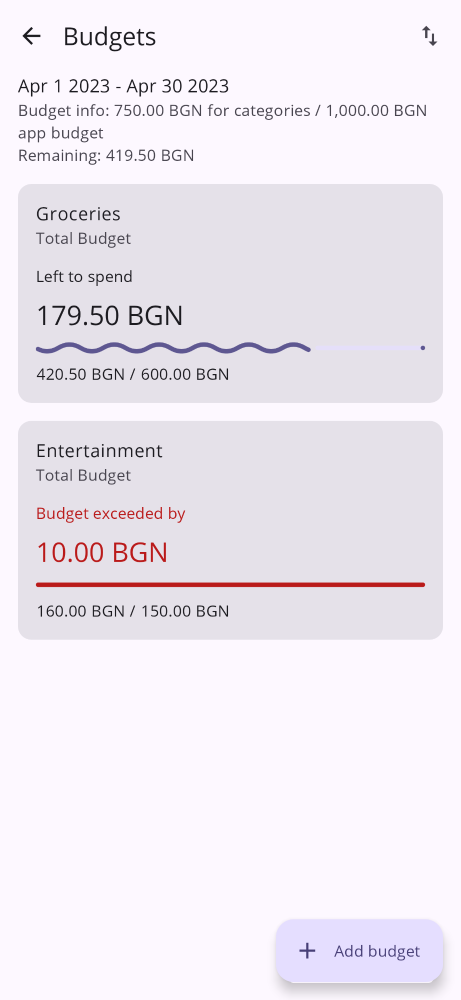 Budgets
Apr 1 2023 - Apr 30 2023
Budget info: 750.00 BGN for categories / 1,000.00 BGN
app budget
Remaining: 419.50 BGN
Groceries
Total Budget
Left to spend
179.50 BGN
420.50 BGN / 600.00 BGN
Entertainment
Total Budget
Budget exceeded by
10.00 BGN
160.00 BGN / 150.00 BGN
Add budget